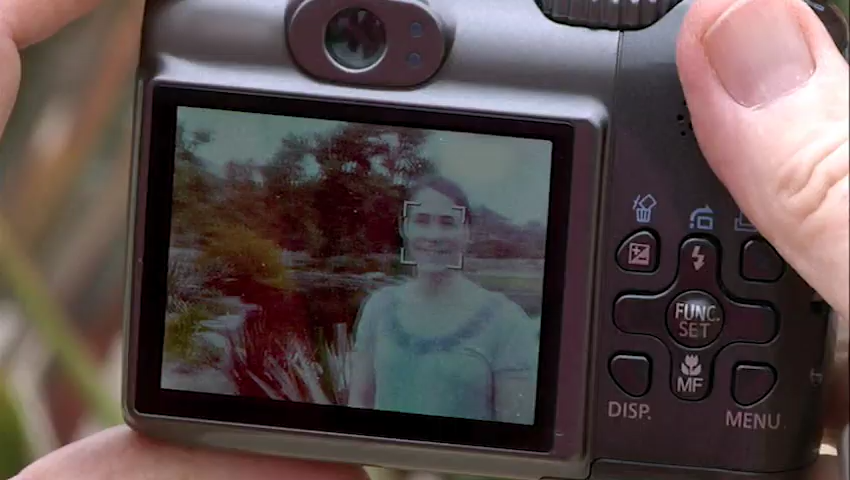 FUNC.
SET
MF
DISP.
MENU